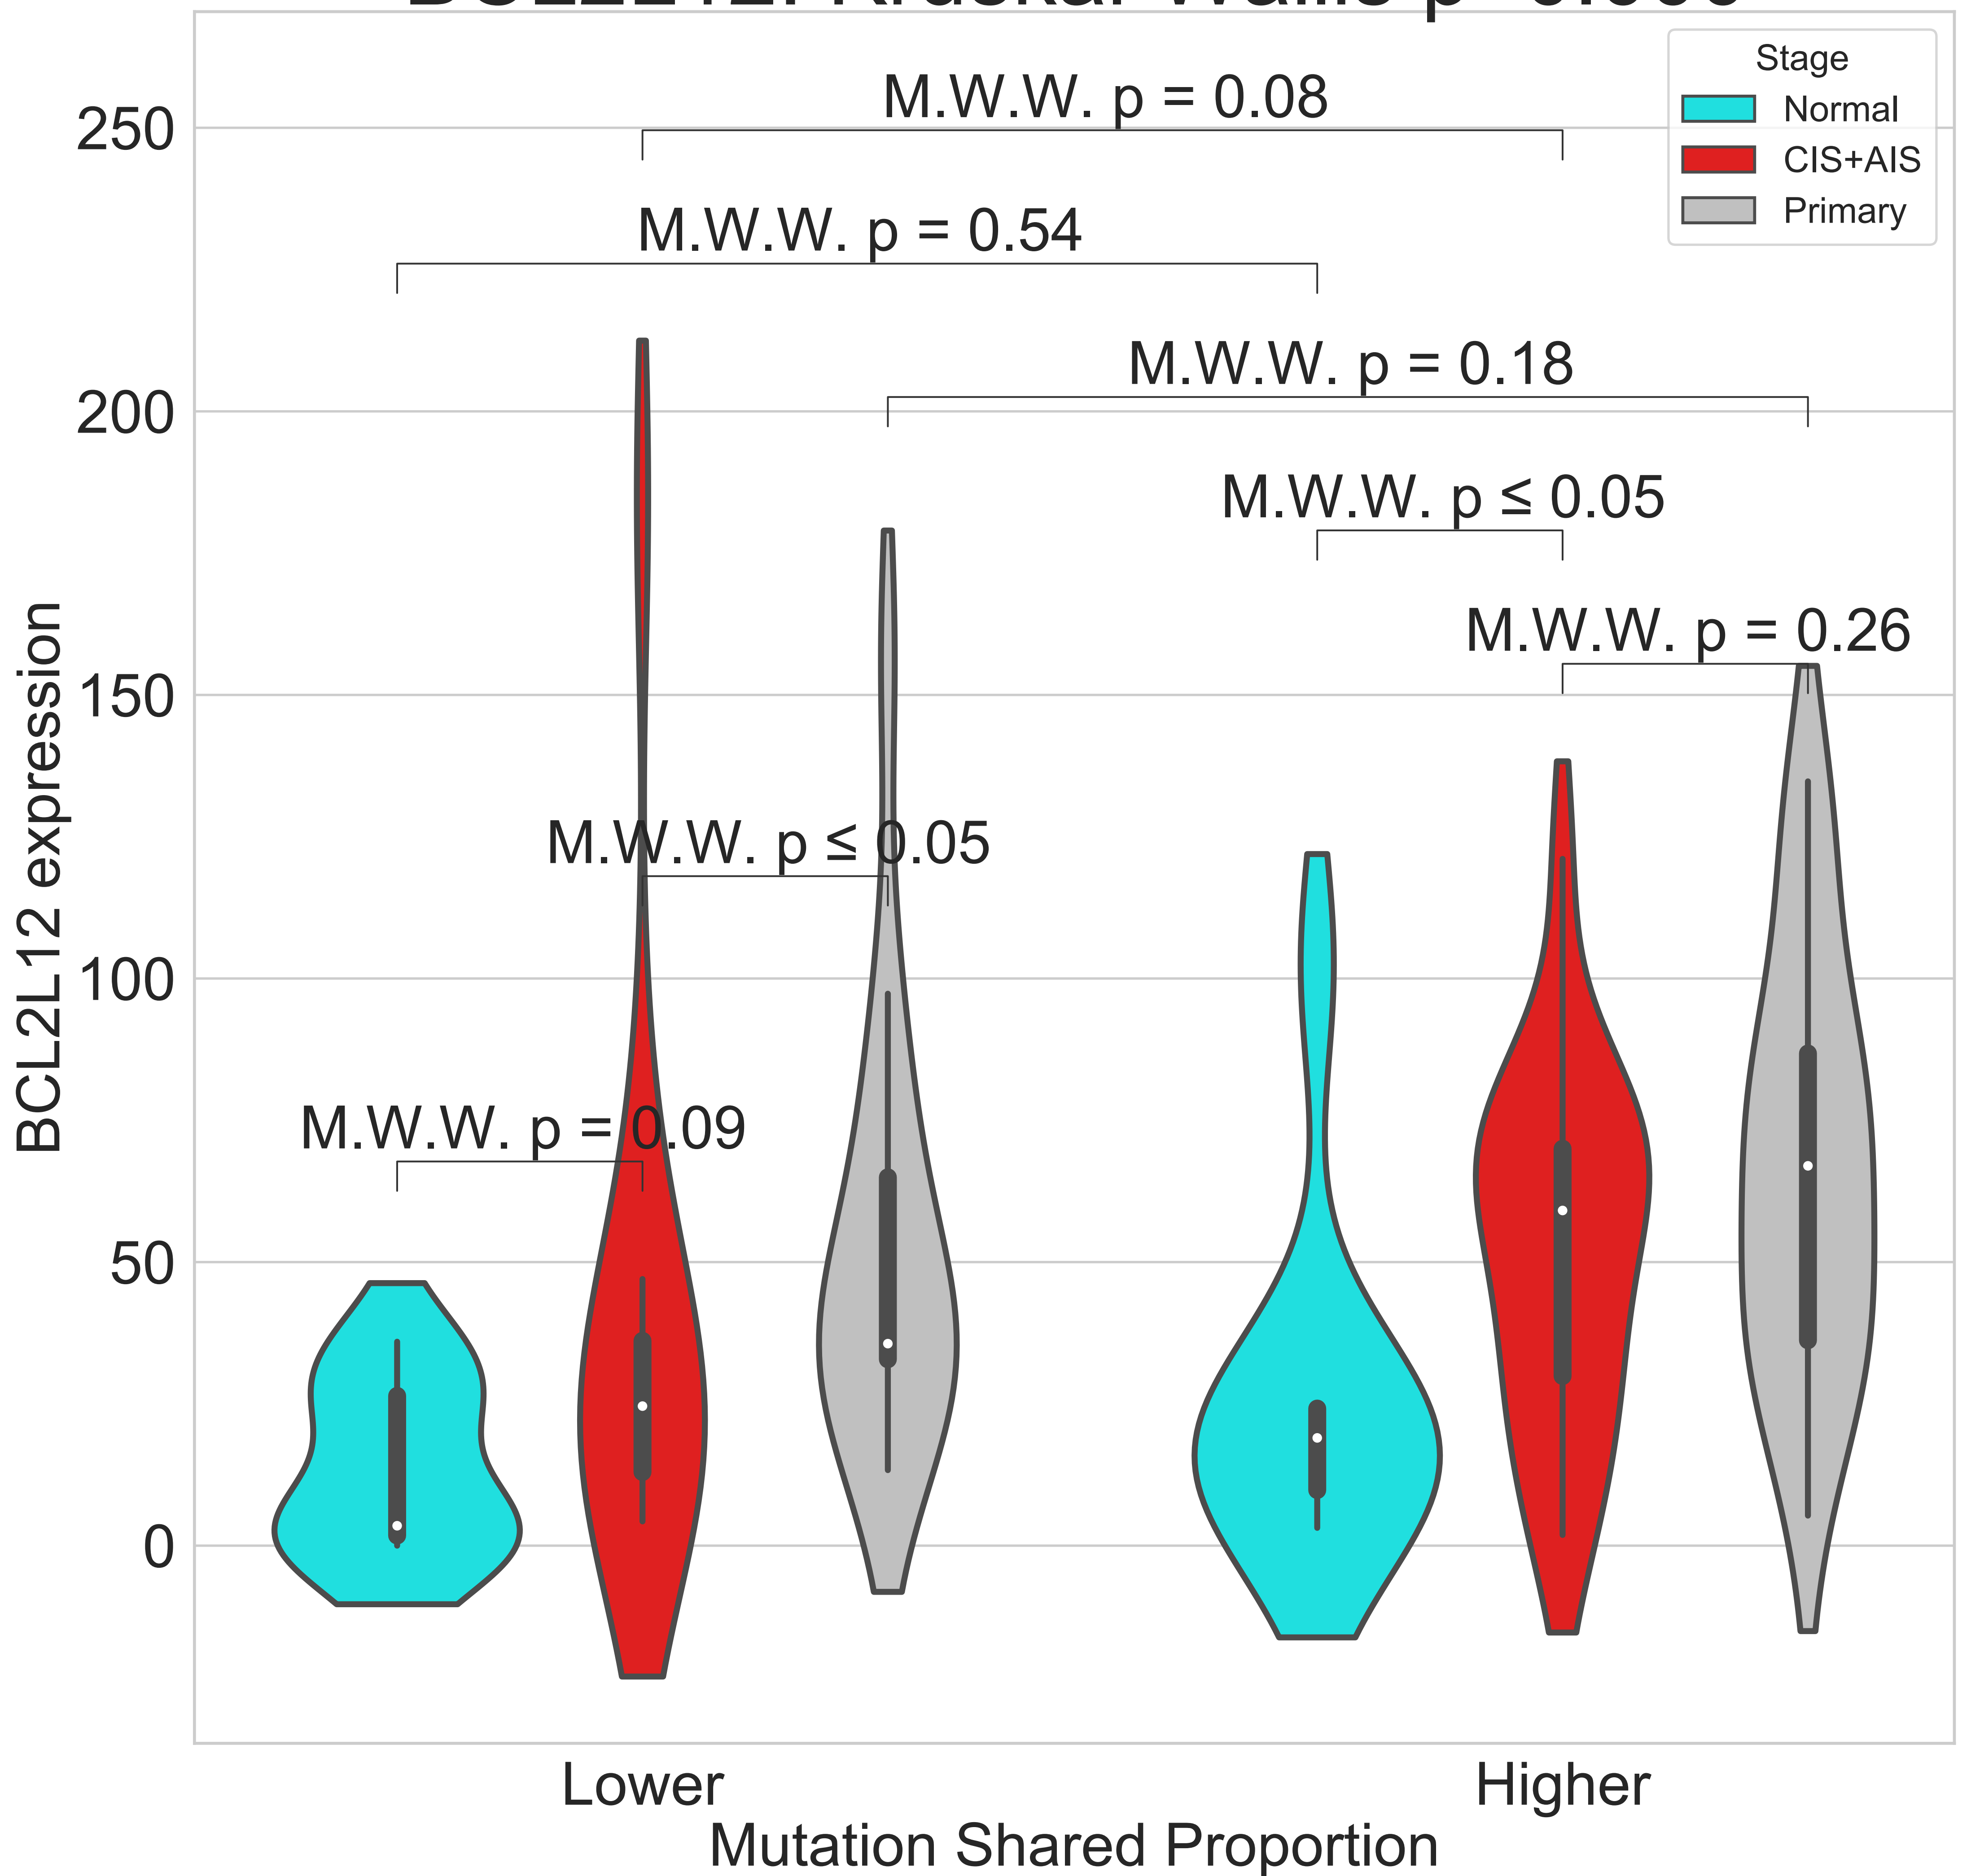 Stage
Normal
CIS+AIS
Primary
M.W.W. p = 0.08
M.W.W. p = 0.54
M.W.W. p = 0.18
M.W.W. p ≤ 0.05
M.W.W. p = 0.26
M.W.W. p ≤ 0.05
M.W.W. p = 0.09
250
200
150
100
50
0
BCL2L12 expression
Lower
Higher
Mutation Shared Proportion